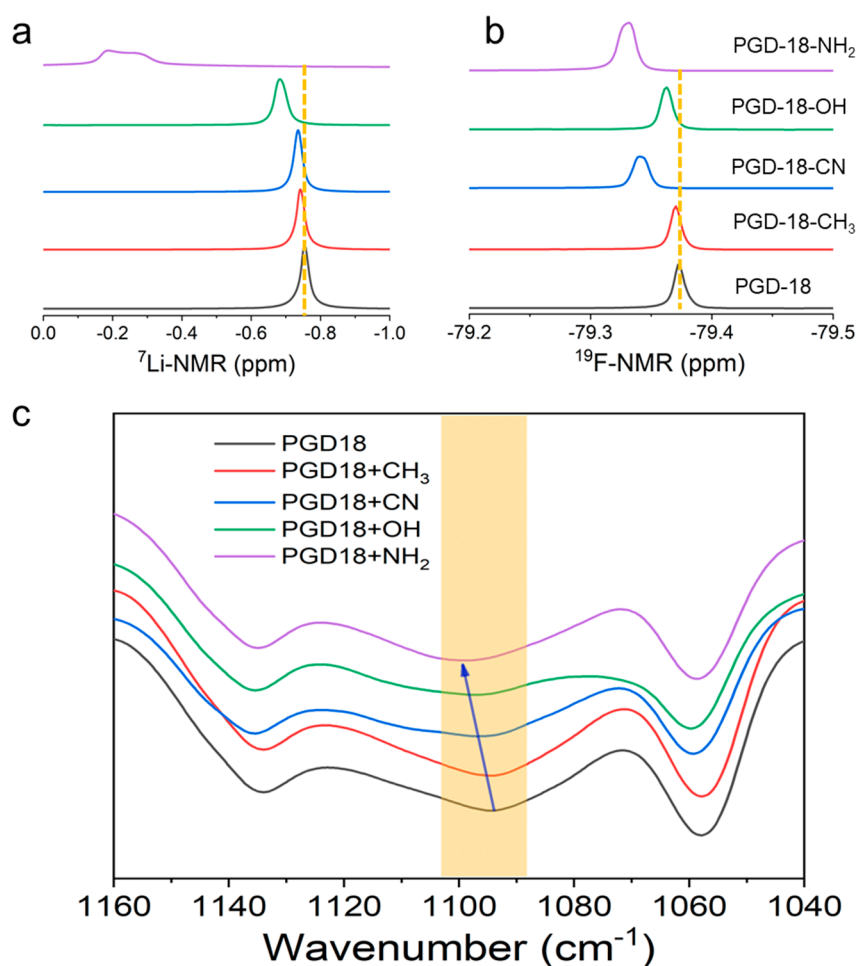 a
0.0 -0.2 -0.4 -0.6 -0.8 -1.0
⁷Li-NMR (ppm)
b
PGD-18-NH₂
PGD-18-OH
PGD-18-CN
PGD-18-CH₃
PGD-18
-79.2 -79.3 -79.4 -79.5
¹⁹F-NMR (ppm)
c
PGD18
PGD18+CH₃
PGD18+CN
PGD18+OH
PGD18+NH₂
1160 1140 1120 1100 1080 1060 1040
Wavenumber (cm⁻¹)